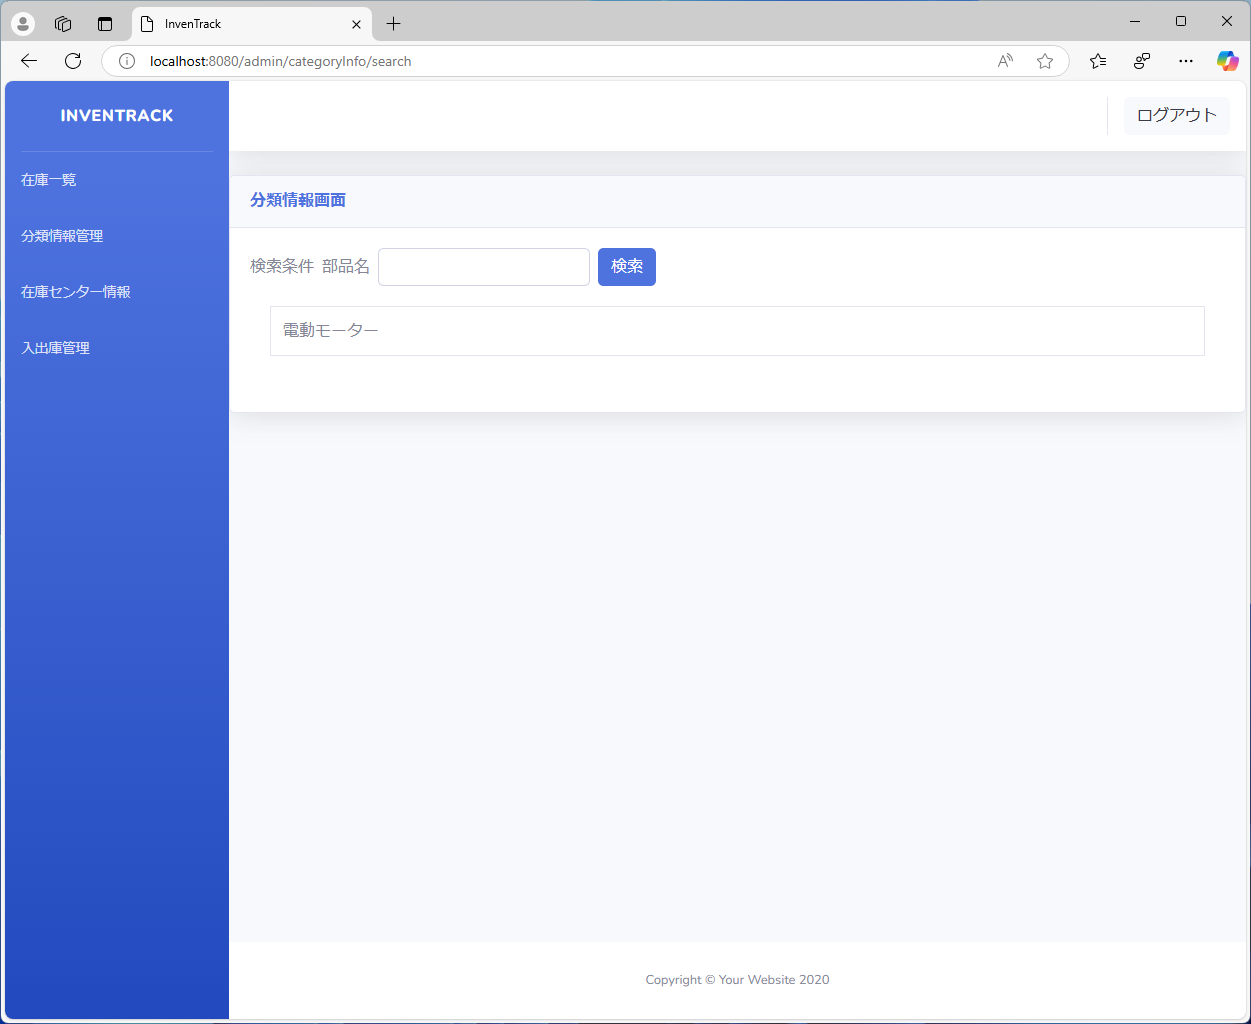 InvenTrack
localhost:8080/admin/categoryInfo/search
INVENTRACK
ログアウト
在庫一覧
分類情報管理
在庫センター情報
入出庫管理
分類情報画面
検索条件 部品名 検索
電動モーター
Copyright © Your Website 2020